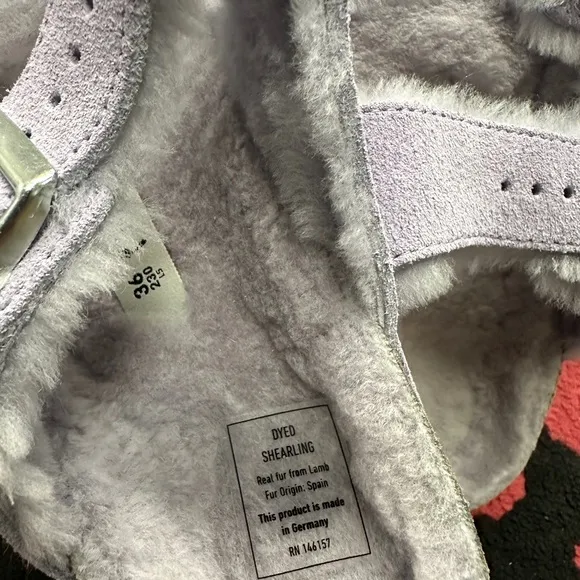 36
230
L5
DYED
SHEARLING
Real fur from Lamb
Fur Origin: Spain
This product is made
in Germany
RN 146157